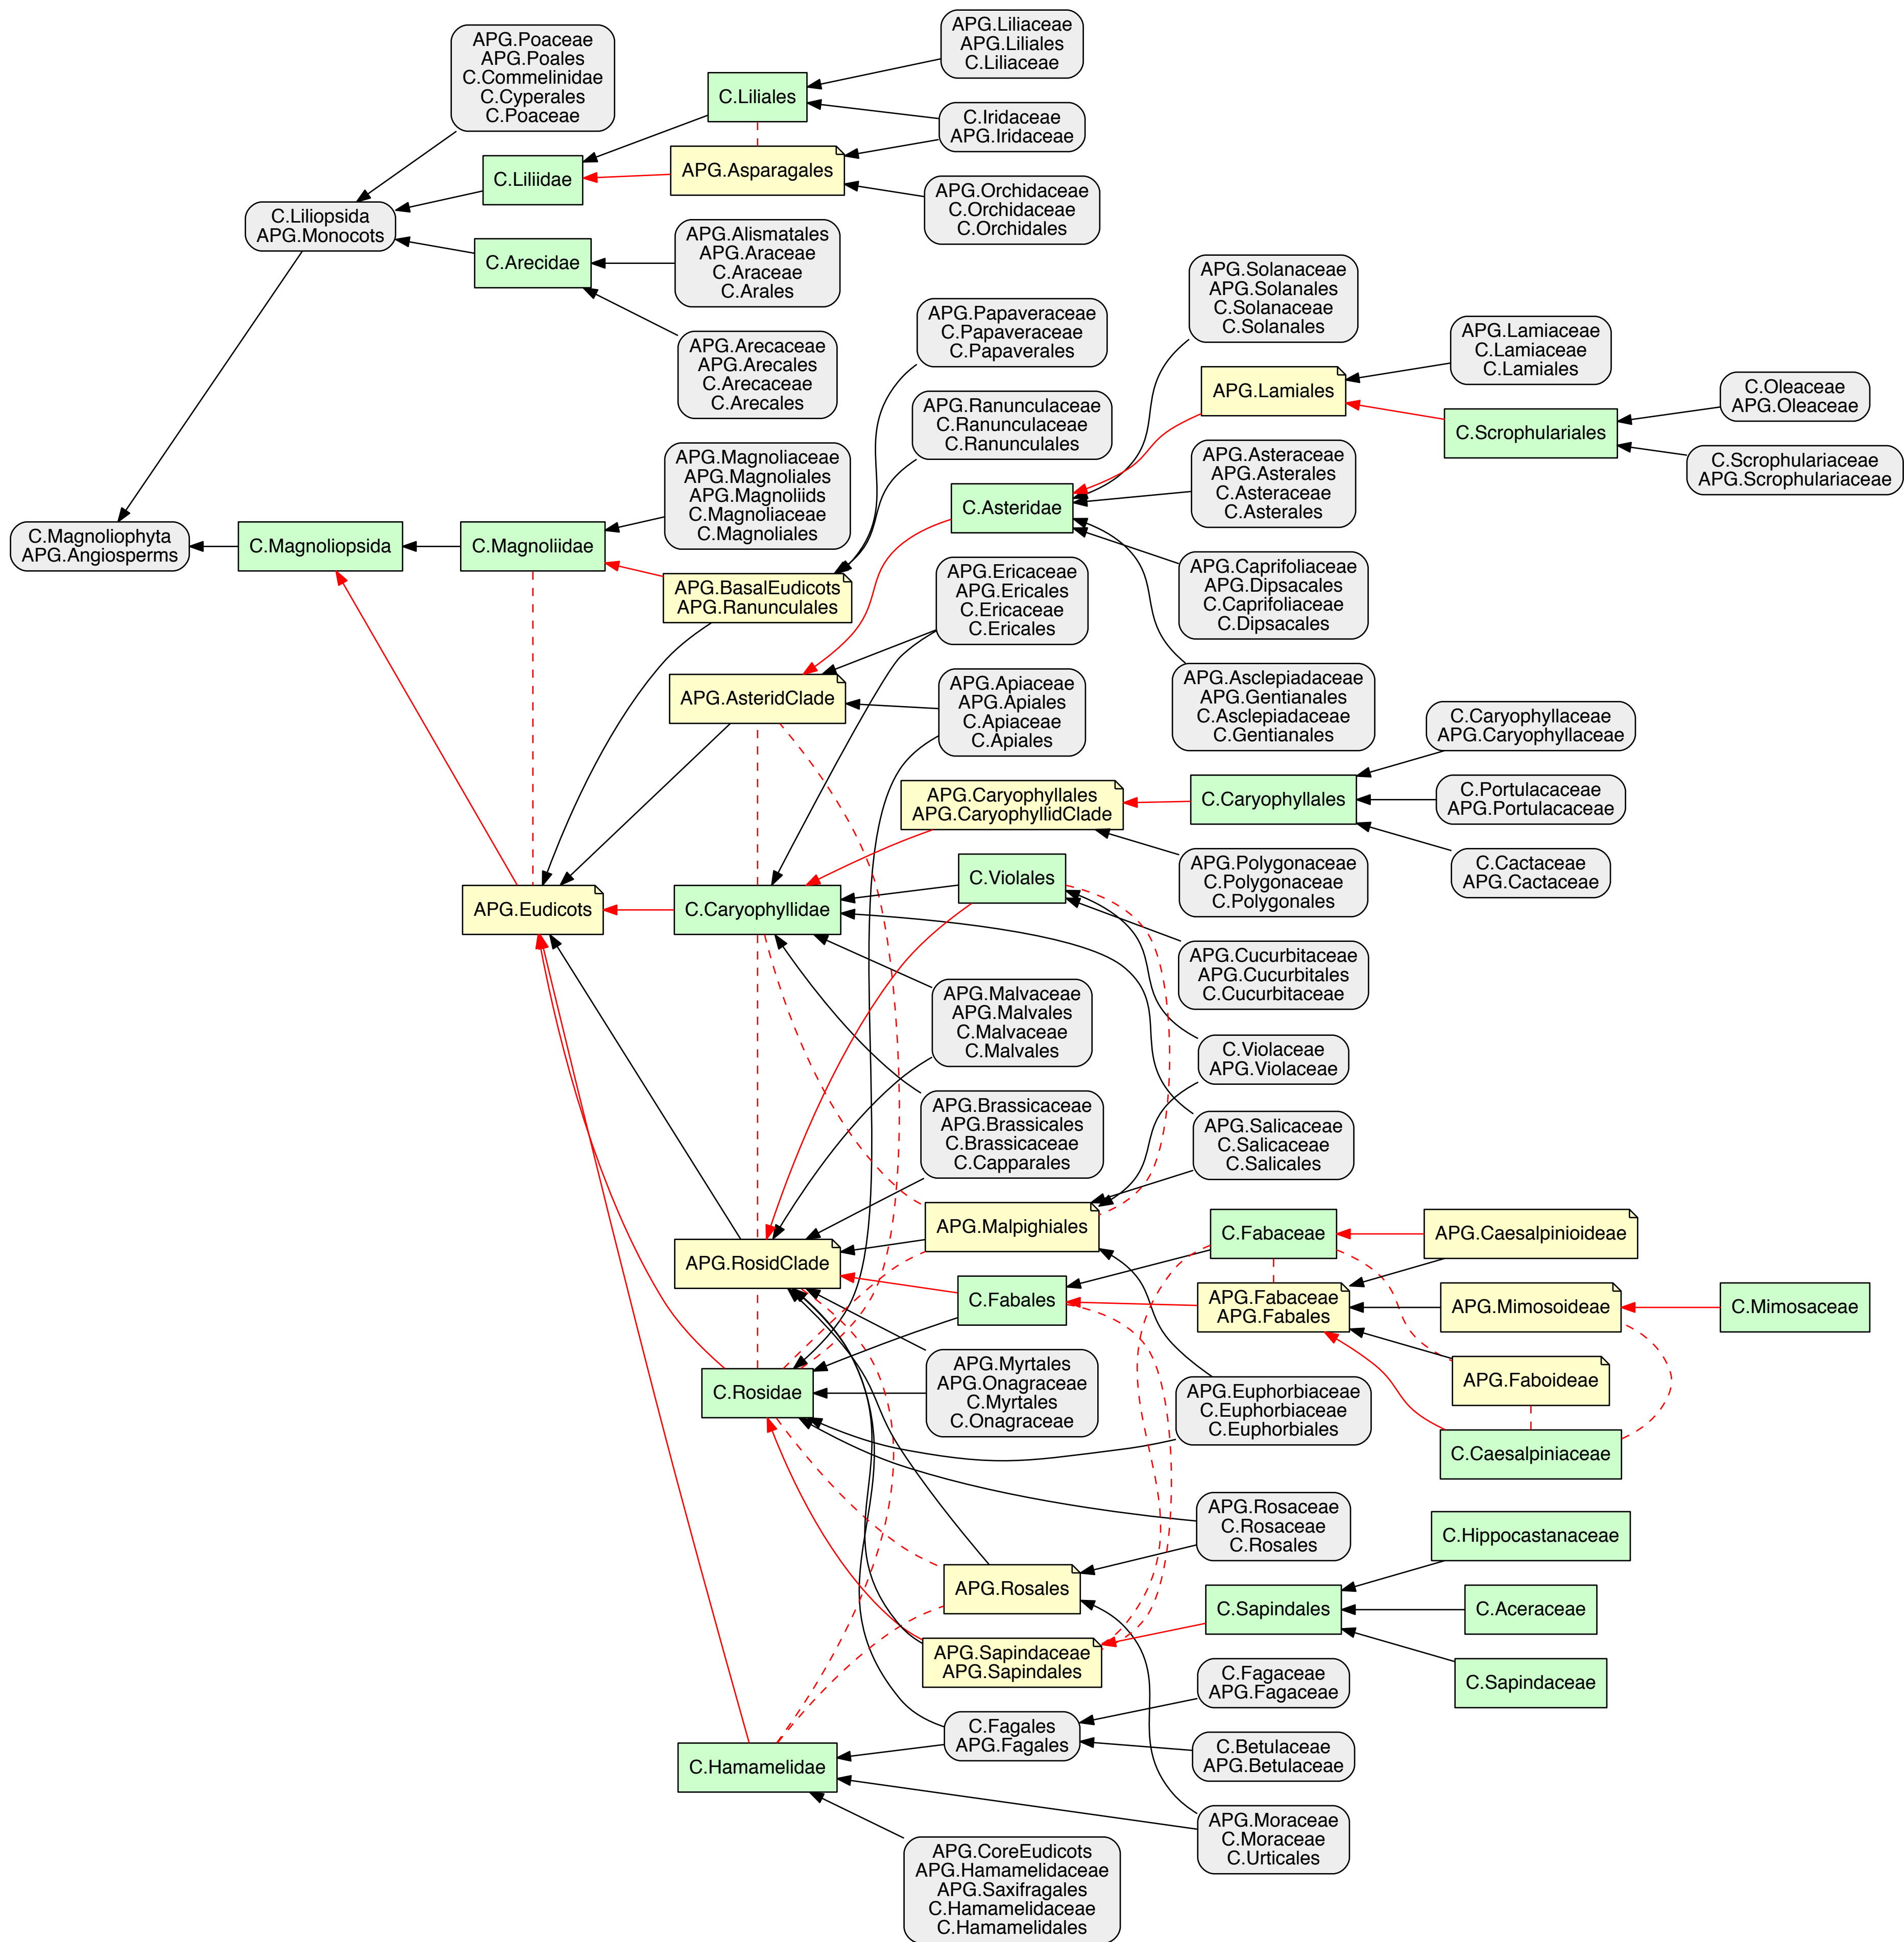 APG.Poaceae
APG.Poales
C.Commelinidae
C.Cyperales
C.Poaceae
APG.Liliaceae
APG.Liliales
C.Liliaceae
C.Liliales
C.Iridaceae
APG.Iridaceae
APG.Asparagales
C.Liliidae
APG.Orchidaceae
C.Orchidaceae
C.Orchidales
C.Liliopsida
APG.Monocots
APG.Alismatales
APG.Araceae
C.Araceae
C.Arales
C.Arecidae
APG.Arecaceae
APG.Arecales
C.Arecaceae
C.Arecales
APG.Papaveraceae
C.Papaveraceae
C.Papaverales
APG.Solanaceae
APG.Solanales
C.Solanaceae
C.Solanales
APG.Lamiaceae
C.Lamiaceae
C.Lamiales
APG.Lamiales
C.Oleaceae
APG.Oleaceae
C.Scrophulariales
C.Scrophulariaceae
APG.Scrophulariaceae
APG.Ranunculaceae
C.Ranunculaceae
C.Ranunculales
APG.Magnoliaceae
APG.Magnoliales
APG.Magnoliids
C.Magnoliaceae
C.Magnoliales
APG.Asteraceae
APG.Asterales
C.Asteraceae
C.Asterales
C.Asteridae
C.Magnoliophyta
APG.Angiosperms
C.Magnoliopsida
C.Magnoliidae
APG.BasalEudicots
APG.Ranunculales
APG.Ericaceae
APG.Ericales
C.Ericaceae
C.Ericales
APG.Caprifoliaceae
APG.Dipsacales
C.Caprifoliaceae
C.Dipsacales
APG.AsteridClade
APG.Apiaceae
APG.Apiales
C.Apiaceae
C.Apiales
APG.Asclepiadaceae
APG.Gentianales
C.Asclepiadaceae
C.Gentianales
C.Caryophyllaceae
APG.Caryophyllaceae
APG.Caryophyllales
APG.CaryophyllidClade
C.Caryophyllales
C.Portulacaceae
APG.Portulacaceae
APG.Polygonaceae
C.Polygonaceae
C.Polygonales
C.Cactaceae
APG.Cactaceae
C.Violales
APG.Eudicots
C.Caryophyllidae
APG.Cucurbitaceae
APG.Cucurbitales
C.Cucurbitaceae
APG.Malvaceae
APG.Malvales
C.Malvaceae
C.Malvales
C.Violaceae
APG.Violaceae
APG.Brassicaceae
APG.Brassicales
C.Brassicaceae
C.Capparales
APG.Salicaceae
C.Salicaceae
C.Salicales
APG.Malpighiales
APG.RosidClade
C.Fabaceae
APG.Caesalpinioideae
C.Fabales
APG.Fabaceae
APG.Fabales
APG.Mimosoideae
C.Mimosaceae
APG.Faboideae
C.Rosidae
APG.Myrtales
APG.Onagraceae
C.Myrtales
C.Onagraceae
APG.Euphorbiaceae
C.Euphorbiaceae
C.Euphorbiales
C.Caesalpiniaceae
APG.Rosaceae
C.Rosaceae
C.Rosales
C.Hippocastanaceae
APG.Rosales
C.Sapindales
C.Aceraceae
APG.Sapindaceae
APG.Sapindales
C.Sapindaceae
C.Fagaceae
APG.Fagaceae
C.Fagales
APG.Fagales
C.Betulaceae
APG.Betulaceae
C.Hamamelidae
APG.Moraceae
C.Moraceae
C.Urticales
APG.CoreEudicots
APG.Hamamelidaceae
APG.Saxifragales
C.Hamamelidaceae
C.Hamamelidales